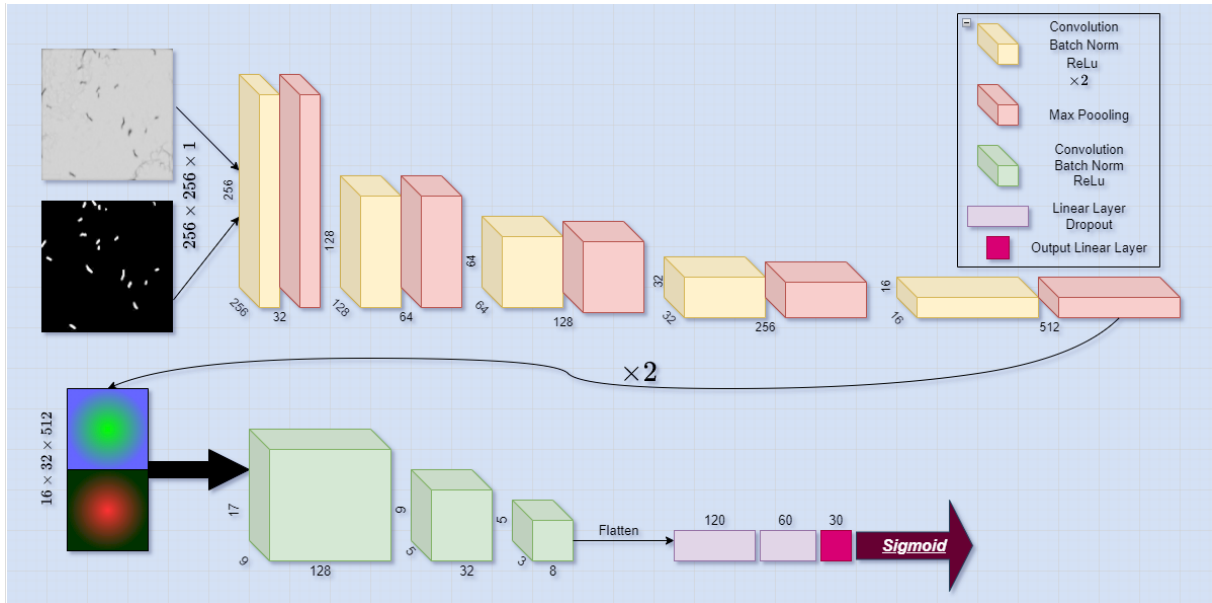 256 × 256 × 1
256
256
32
128
128
64
64
64
128
32
32
256
16
16
512
Convolution
Batch Norm
ReLu
×2
Max Poooling
Convolution
Batch Norm
ReLu
Linear Layer
Dropout
Output Linear Layer
×2
16 × 32 × 512
17
9
128
9
5
32
5
3
8
Flatten
120
60
30
Sigmoid